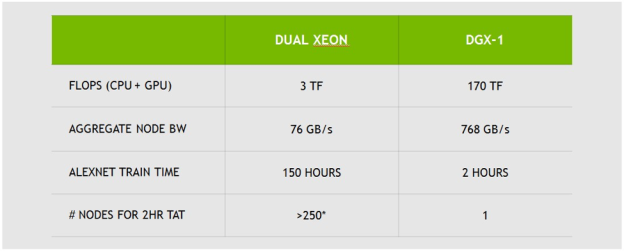 DUAL XEON DGX-1
FLOPS (CPU + GPU) 3 TF 170 TF
AGGREGATE NODE BW 76 GB/s 768 GB/s
ALEXNET TRAIN TIME 150 HOURS 2 HOURS
# NODES FOR 2HR TAT >250* 1